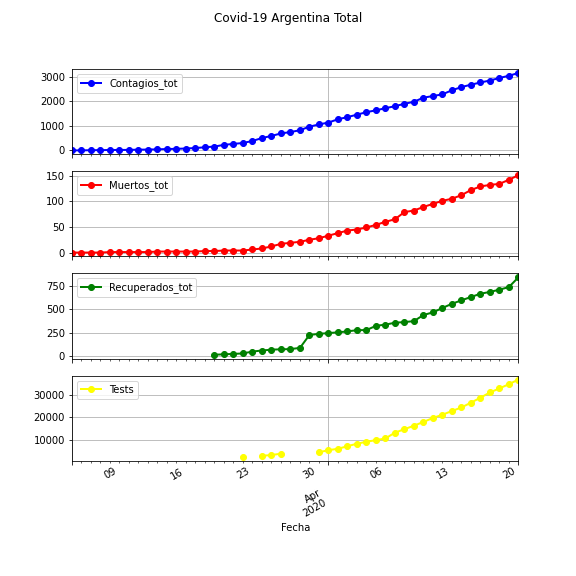 Covid-19 Argentina Total
3000
2000
1000
0
Contagios_tot
150
100
50
0
Muertos_tot
750
500
250
0
Recuperados_tot
30000
20000
10000
Tests
09 16 23 30 06 13 20
Apr
2020
Fecha